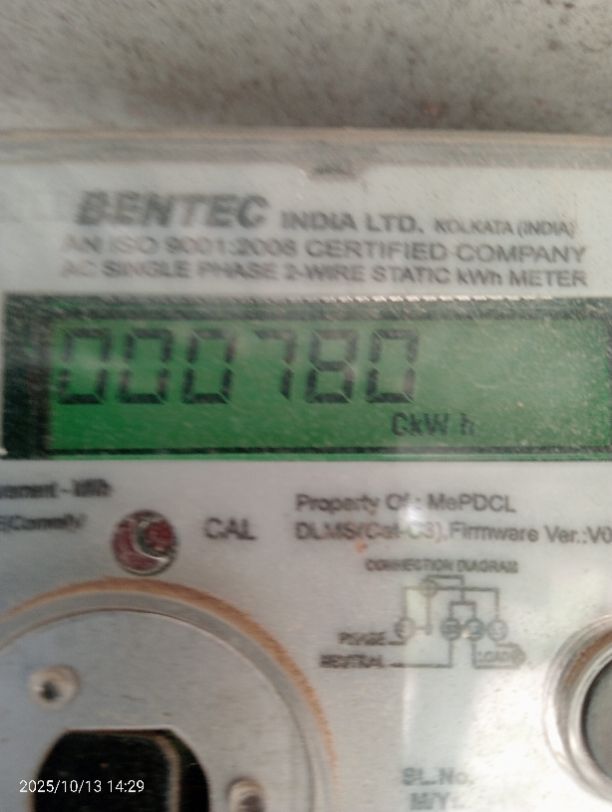 BENTEC INDIA LTD. KOLKATA (INDIA)
AN ISO 9001:2008 CERTIFIED COMPANY
AC SINGLE PHASE 2-WIRE STATIC kWh METER
000780
CkW h
CAL
Property Of : MePDCL
DLMS(Cat-C3),Firmware Ver.:V0
CONNECTION DIAGRAM
PHASE
NEUTRAL
LOAD
SL.No.
M/Y
2025/10/13 14:29